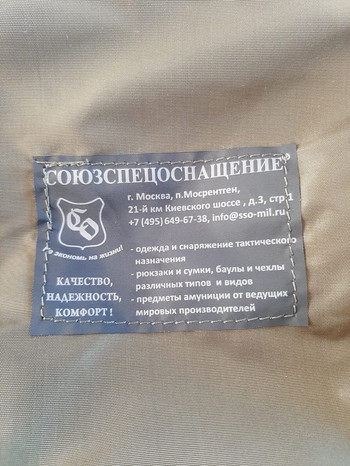 СОЮЗСПЕЦОСНАЩЕНИЕ®
г. Москва, п.Мосрентген,
21-й км Киевского шоссе , д.3, стр 1
+7 (495) 649-67-38, info@sso-mil.ru
не экономь на жизни!
КАЧЕСТВО,
НАДЕЖНОСТЬ,
КОМФОРТ !
- одежда и снаряжение тактического
назначения
- рюкзаки и сумки, баулы и чехлы
различных типов и видов
- предметы амуниции от ведущих
мировых производителей